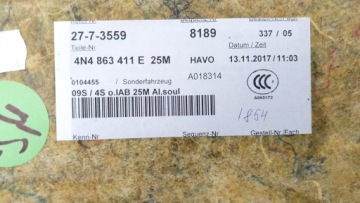 27-7-3559 8189 337 / 05
Teile-Nr Datum / Zeit
4N4 863 411 E 25M HAVO 13.11.2017 / 11:03
0104455 / Sonderfahrzeug A018314
09S / 4S o.IAB 25M Al.soul
1854
Kenn-Nr Sequenz-Nr Gestell-Nr./Fach